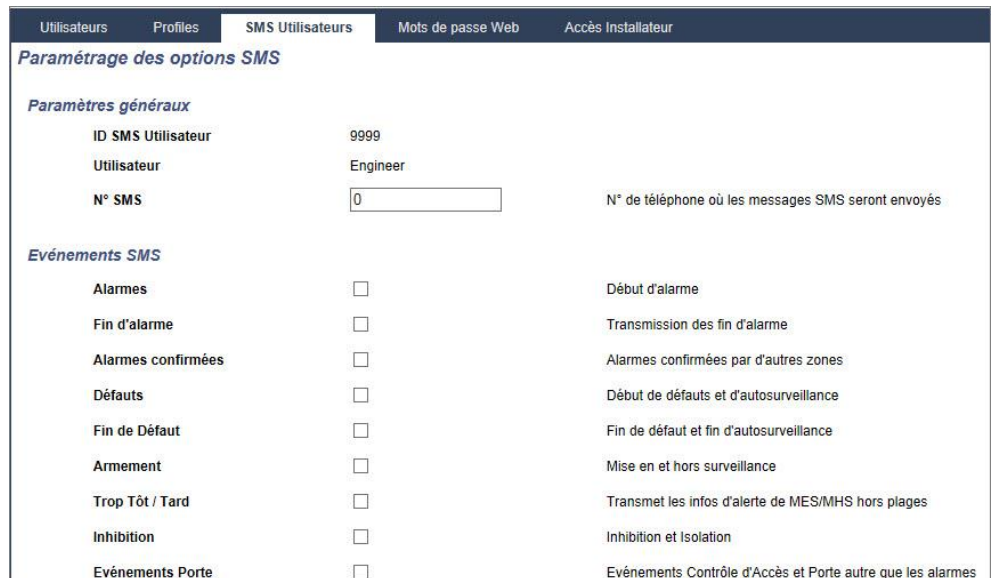 Utilisateurs Profiles SMS Utilisateurs Mots de passe Web Accès Installateur
Paramétrage des options SMS
Paramètres généraux
ID SMS Utilisateur 9999
Utilisateur Engineer
N° SMS 0 N° de téléphone où les messages SMS seront envoyés
Evénements SMS
Alarmes Début d'alarme
Fin d'alarme Transmission des fin d'alarme
Alarmes confirmées Alarmes confirmées par d'autres zones
Défauts Début de défauts et d'autosurveillance
Fin de Défaut Fin de défaut et fin d'autosurveillance
Armement Mise en et hors surveillance
Trop Tôt / Tard Transmet les infos d'alerte de MES/MHS hors plages
Inhibition Inhibition et Isolation
Evénements Porte Evénements Contrôle d'Accès et Porte autre que les alarmes